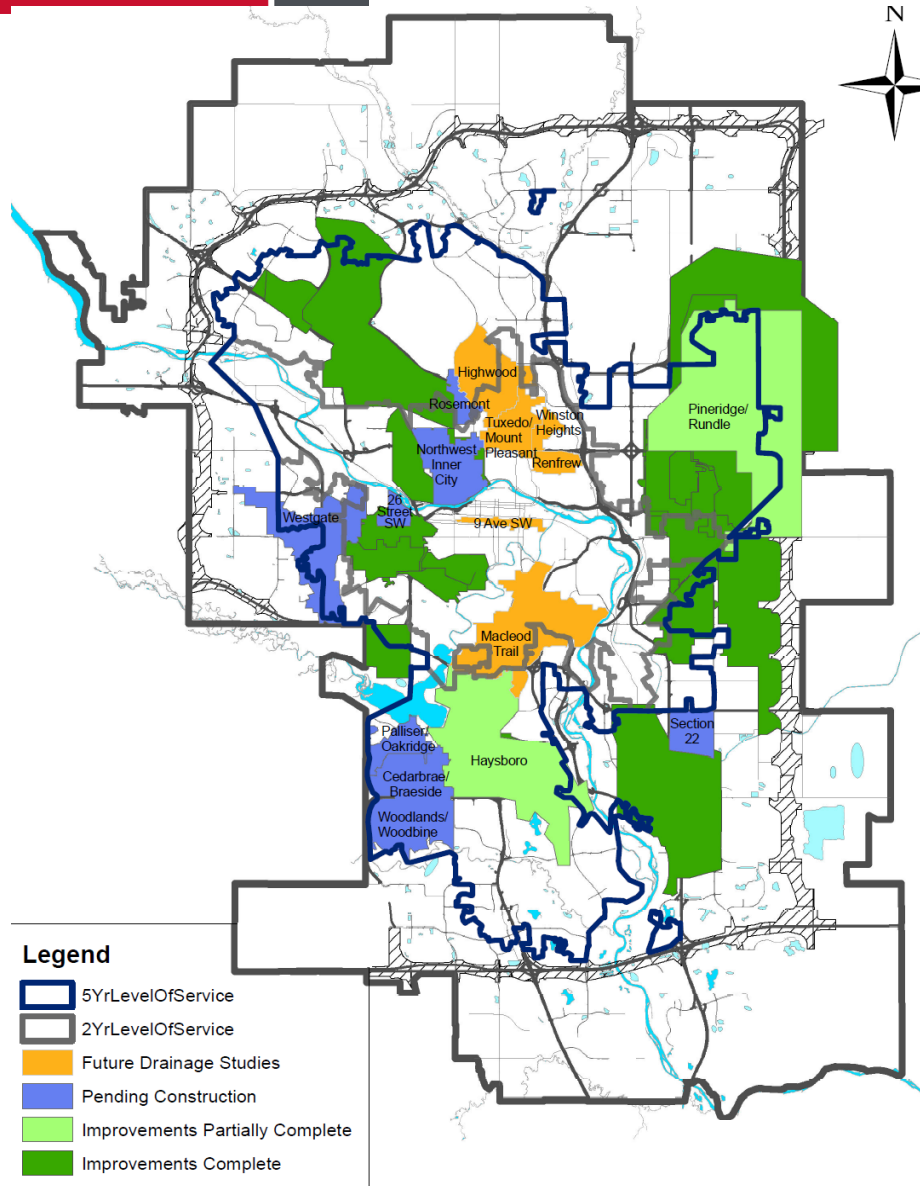 N
Highwood
Rosemont
Pineridge/
Rundle
Winston
Heights
Tuxedo/
Mount
Pleasant
Northwest
Inner
City
Renfrew
Westgate
26
Street
SW
9 Ave SW
Macleod
Trail
Section
22
Palliser/
Oakridge
Haysboro
Cedarbrae/
Braeside
Woodlands/
Woodbine
Legend
5YrLevelOfService
2YrLevelOfService
Future Drainage Studies
Pending Construction
Improvements Partially Complete
Improvements Complete